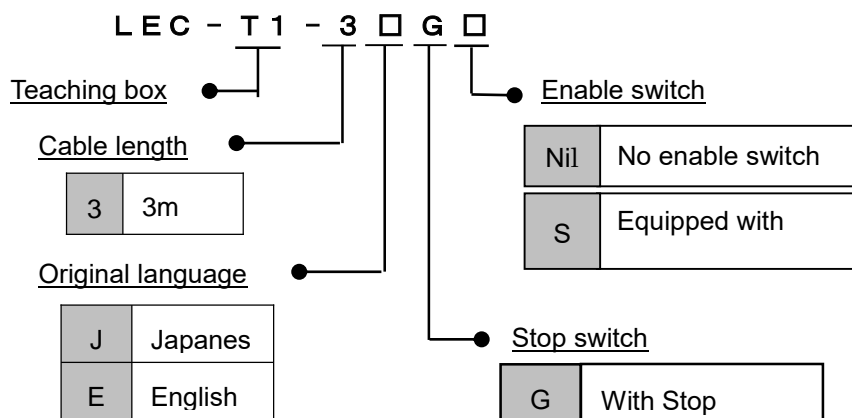 LEC-T1-3□G□
Teaching box
Enable switch
Cable length
Nil No enable switch
3 3m
S Equipped with
Original language
J Japanes
E English
Stop switch
G With Stop